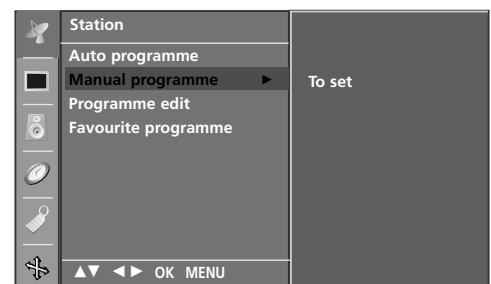 Station
Auto programme
Manual programme ►
To set
Programme edit
Favourite programme
▲▼ ◄► OK MENU